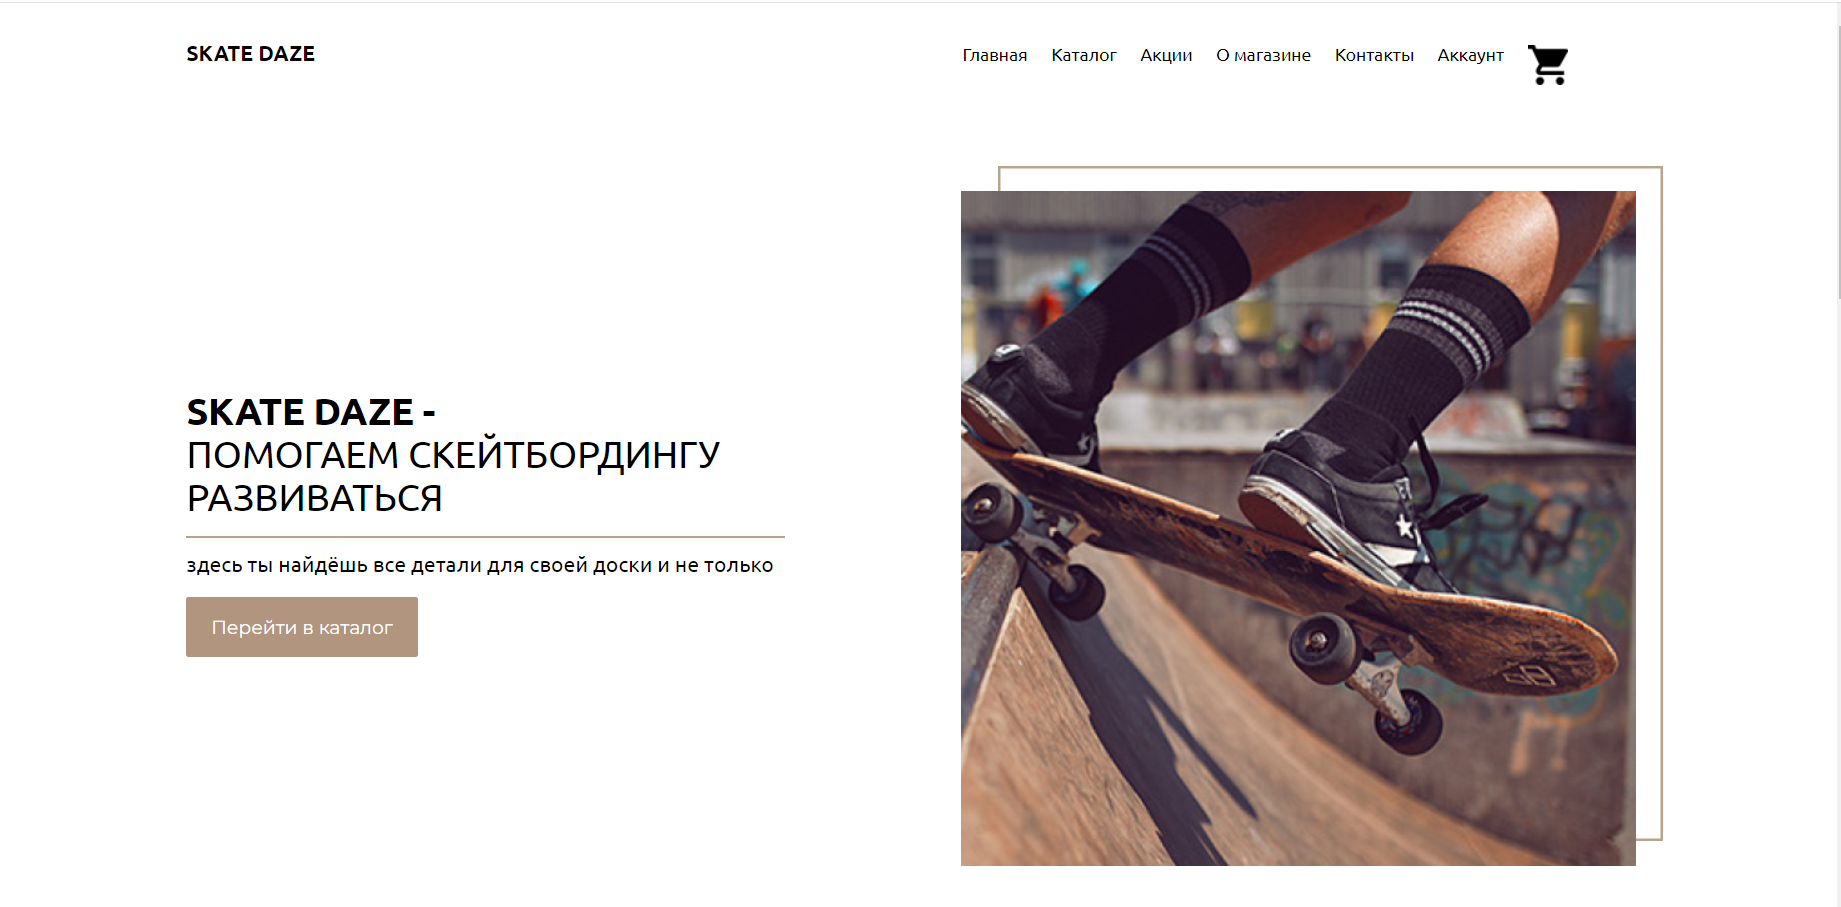 SKATE DAZE
Главная Каталог Акции О магазине Контакты Аккаунт
SKATE DAZE -
ПОМОГАЕМ СКЕЙТБОРДИНГУ
РАЗВИВАТЬСЯ
здесь ты найдёшь все детали для своей доски и не только
Перейти в каталог